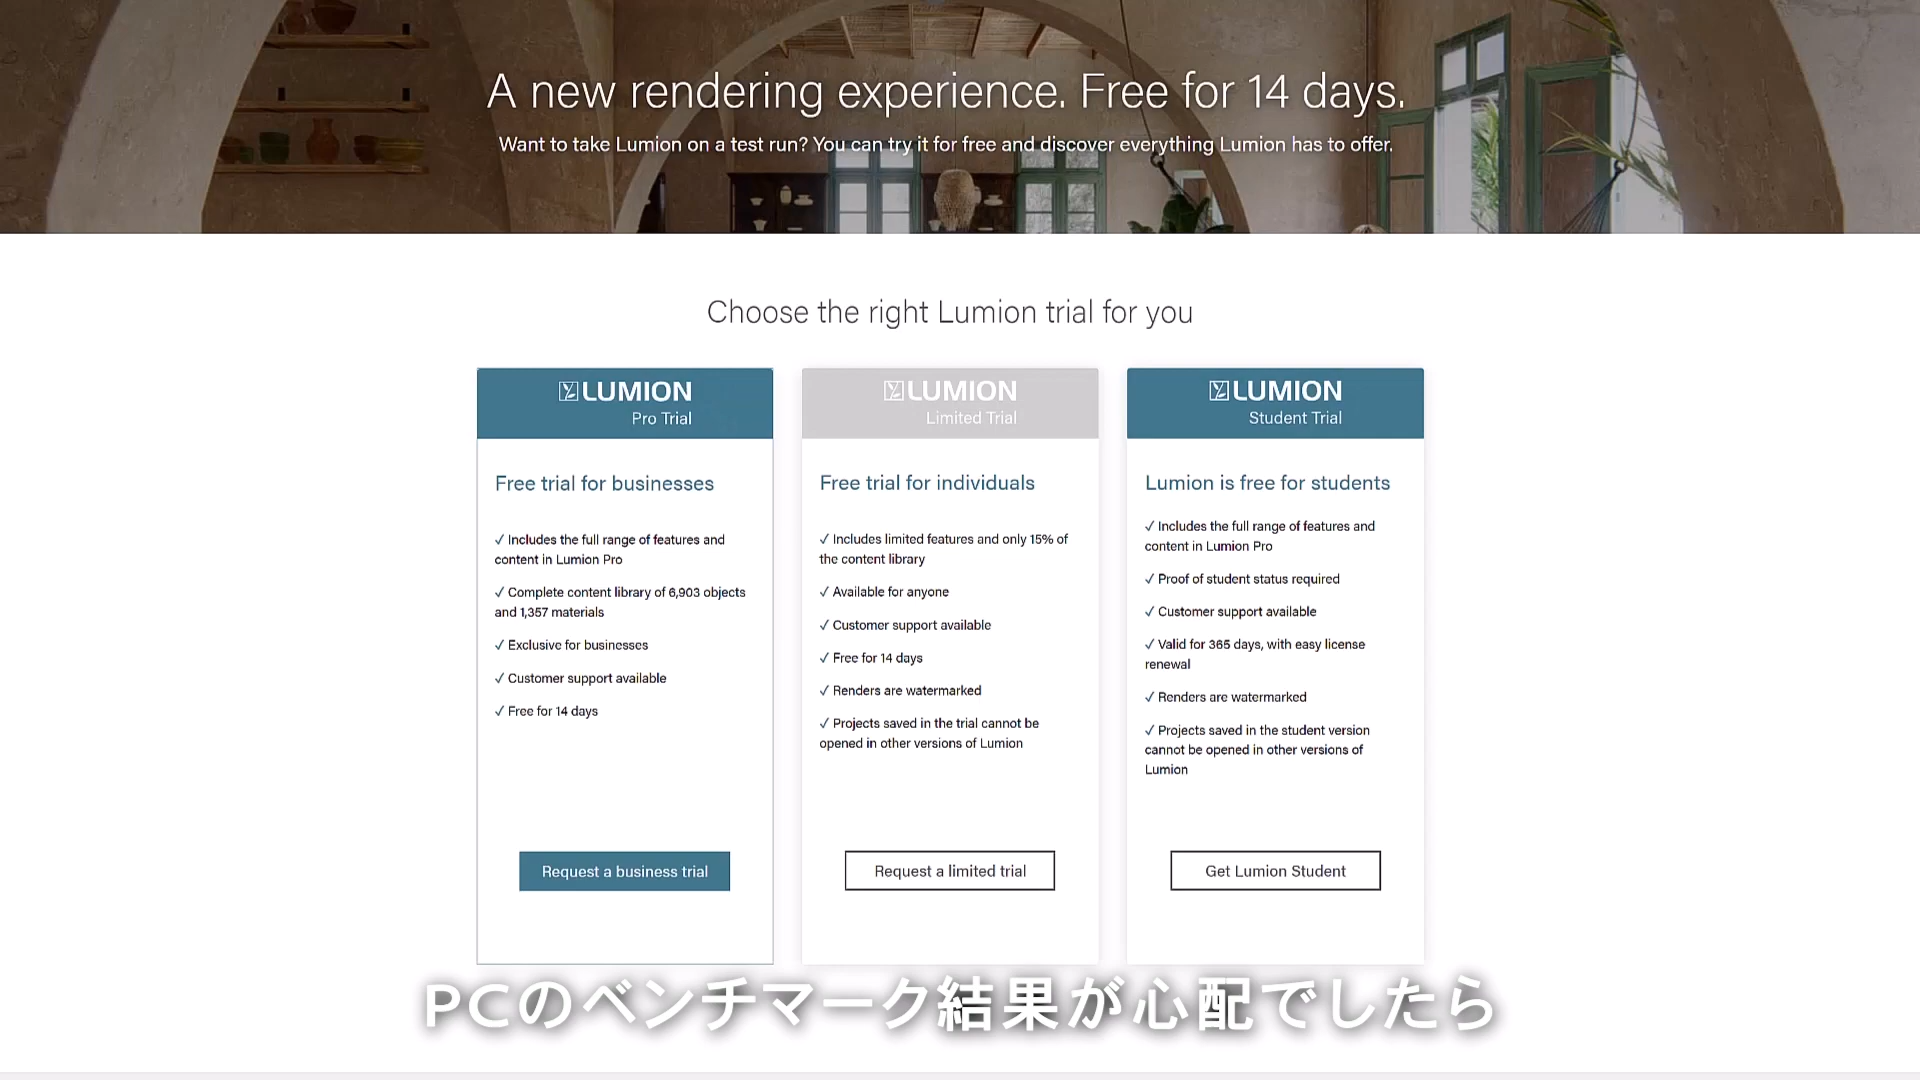 A new rendering experience. Free for 14 days.
Want to take Lumion on a test run? You can try it for free and discover everything Lumion has to offer.
Choose the right Lumion trial for you
LUMION
Pro Trial
Free trial for businesses
✓ Includes the full range of features and
content in Lumion Pro
✓ Complete content library of 6,903 objects
and 1,357 materials
✓ Exclusive for businesses
✓ Customer support available
✓ Free for 14 days
Request a business trial
LUMION
Limited Trial
Free trial for individuals
✓ Includes limited features and only 15% of
the content library
✓ Available for anyone
✓ Customer support available
✓ Free for 14 days
✓ Renders are watermarked
✓ Projects saved in the trial cannot be
opened in other versions of Lumion
Request a limited trial
LUMION
Student Trial
Lumion is free for students
✓ Includes the full range of features and
content in Lumion Pro
✓ Proof of student status required
✓ Customer support available
✓ Valid for 365 days, with easy license
renewal
✓ Renders are watermarked
✓ Projects saved in the student version
cannot be opened in other versions of
Lumion
Get Lumion Student
PCのベンチマーク結果が心配でしたら